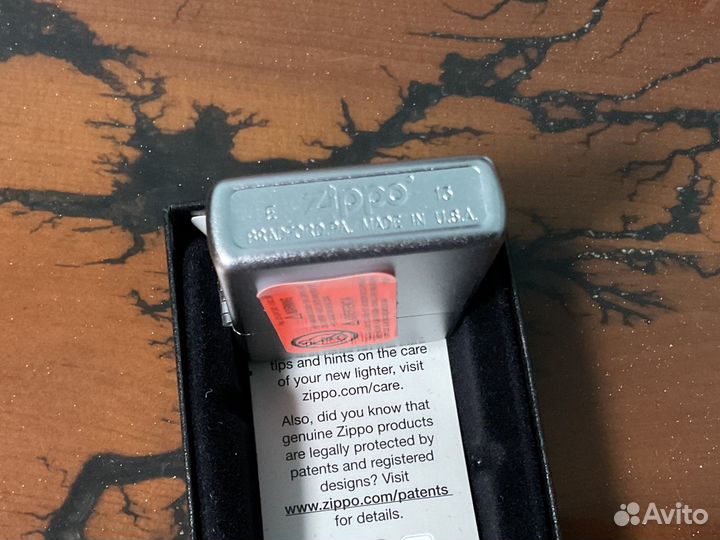 Zippo
15
BRADFORD, PA. MADE IN U.S.A.
tips and hints on the care
of your new lighter, visit
zippo.com/care.
Also, did you know that
genuine Zippo products
are legally protected by
patents and registered
designs? Visit
www.zippo.com/patents
for details.
Avito